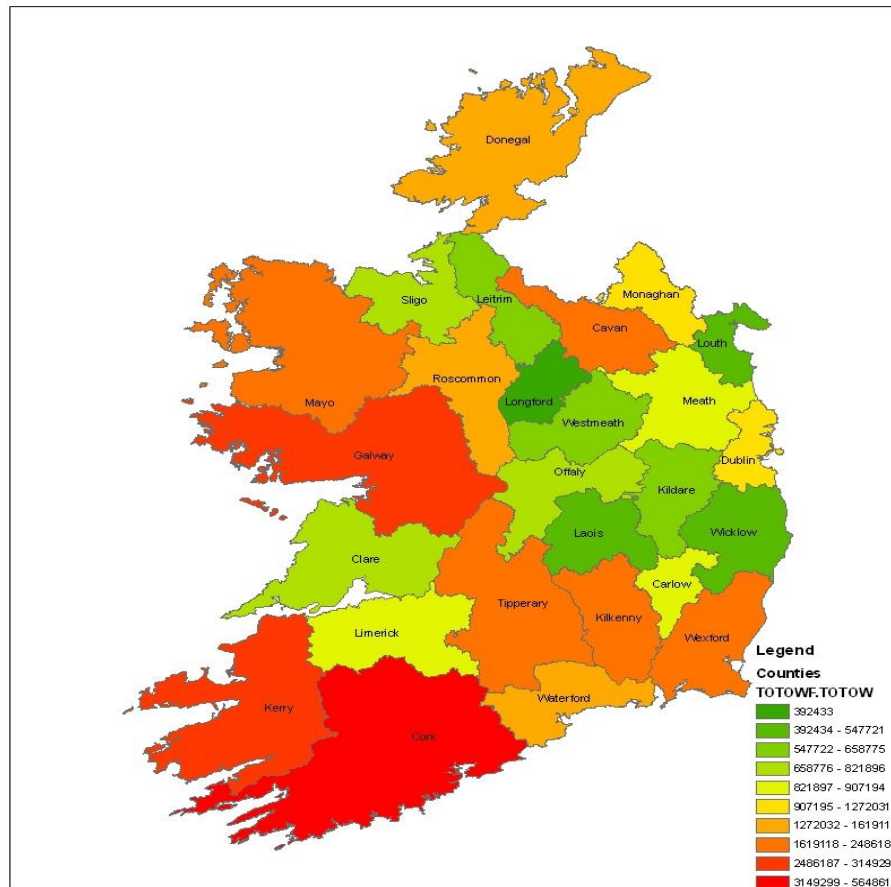 Donegal
Monaghan
Sligo
Leitrim
Cavan
Louth
Roscommon
Mayo
Longford
Meath
Westmeath
Galway
Dublin
Offaly
Kildare
Laois
Wicklow
Clare
Carlow
Tipperary
Kilkenny
Limerick
Wexford
Waterford
Kerry
Cork
Legend
Counties
TOTOWF.TOTOW
392433
392434 - 547721
547722 - 658775
658776 - 821896
821897 - 907194
907195 - 1272031
1272032 - 161911
1619118 - 248618
2486187 - 314929
3149299 - 564861